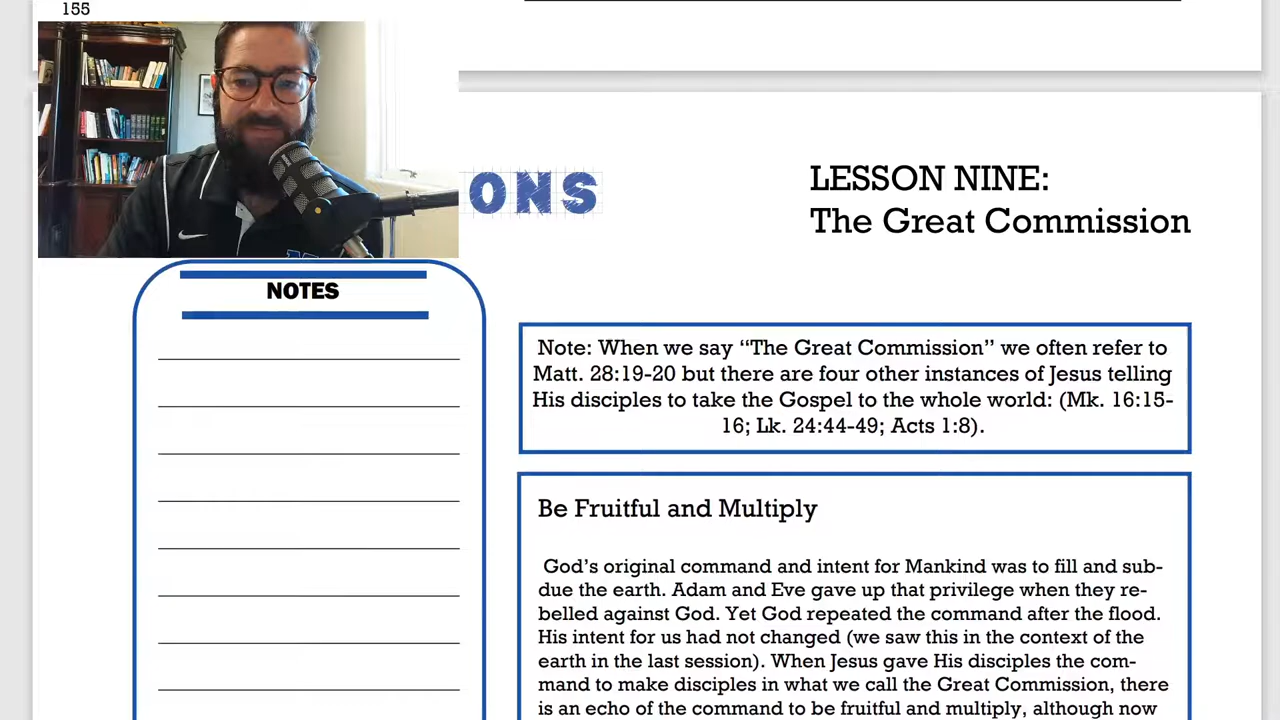 155
ONS
LESSON NINE:
The Great Commission
NOTES
Note: When we say “The Great Commission” we often refer to
Matt. 28:19-20 but there are four other instances of Jesus telling
His disciples to take the Gospel to the whole world: (Mk. 16:15-
16; Lk. 24:44-49; Acts 1:8).
Be Fruitful and Multiply
God’s original command and intent for Mankind was to fill and sub-
due the earth. Adam and Eve gave up that privilege when they re-
belled against God. Yet God repeated the command after the flood.
His intent for us had not changed (we saw this in the context of the
earth in the last session). When Jesus gave His disciples the com-
mand to make disciples in what we call the Great Commission, there
is an echo of the command to be fruitful and multiply, although now